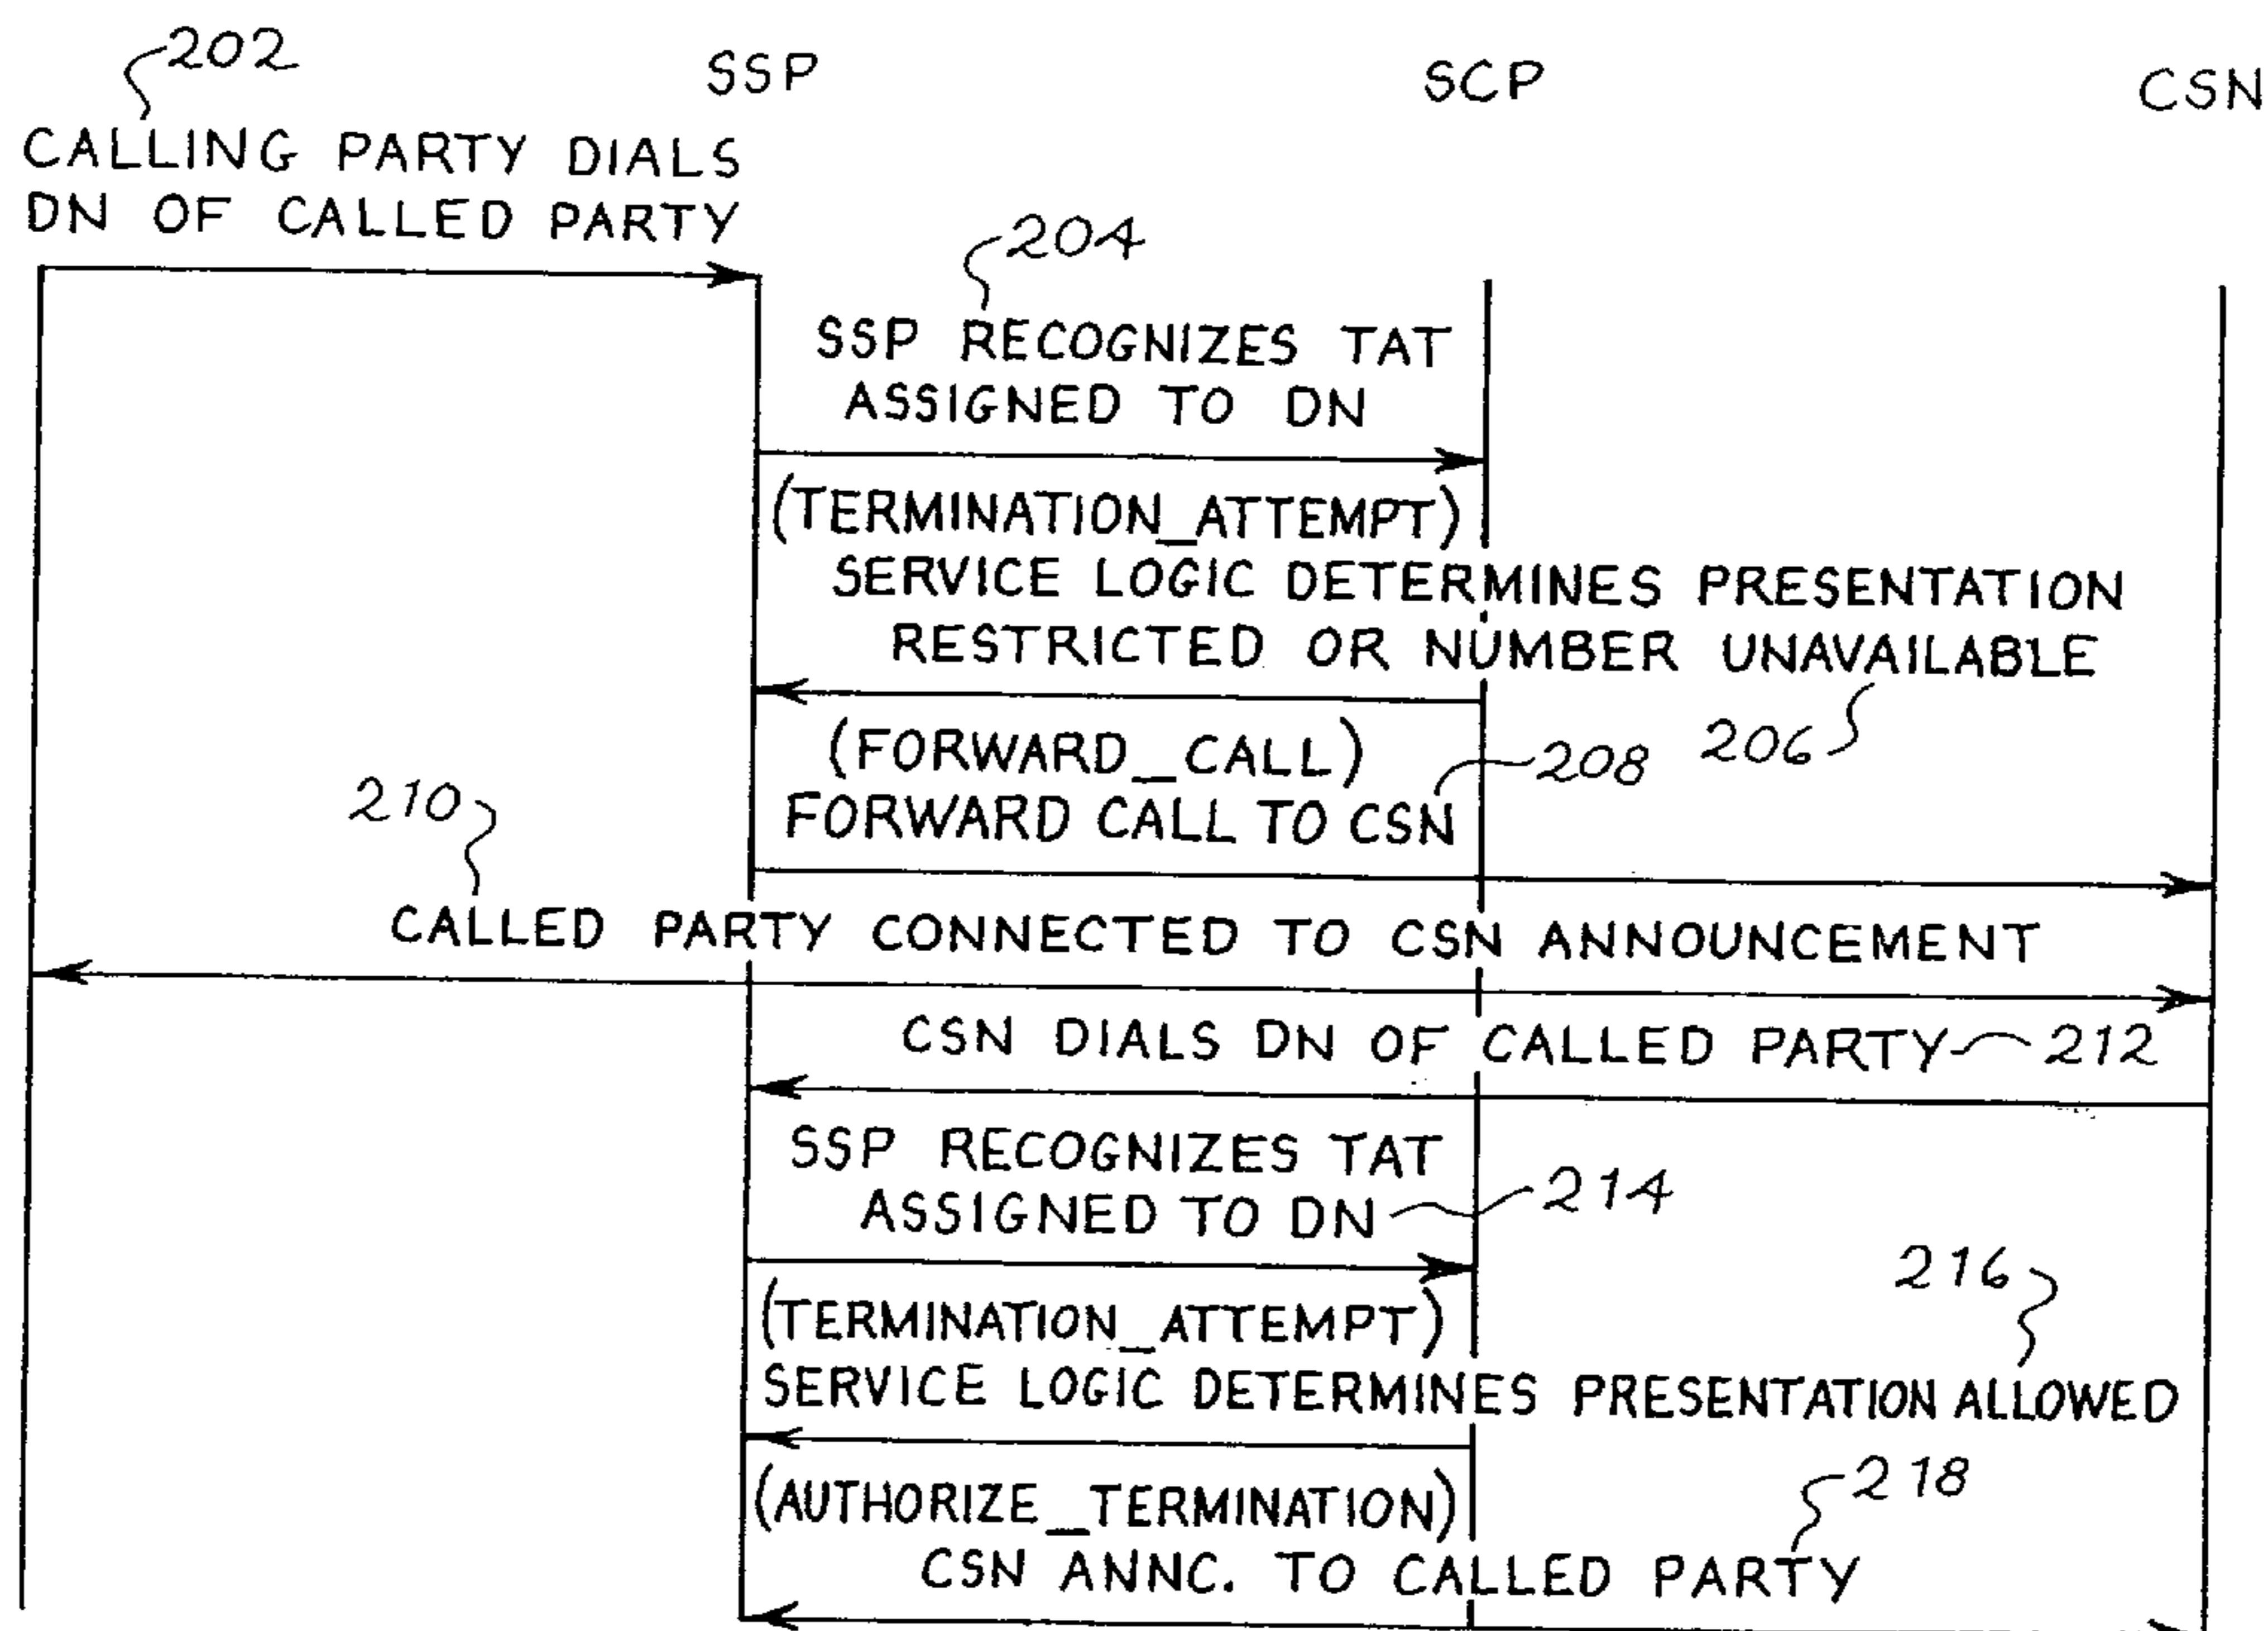 202
SSP
SCP
CSN
CALLING PARTY DIALS
DN OF CALLED PARTY
204
SSP RECOGNIZES TAT
ASSIGNED TO DN
(TERMINATION_ATTEMPT)
SERVICE LOGIC DETERMINES PRESENTATION
RESTRICTED OR NUMBER UNAVAILABLE
206
(FORWARD_CALL)
208
FORWARD CALL TO CSN
210
CALLED PARTY CONNECTED TO CSN ANNOUNCEMENT
CSN DIALS DN OF CALLED PARTY 212
SSP RECOGNIZES TAT
ASSIGNED TO DN 214
216
(TERMINATION_ATTEMPT)
SERVICE LOGIC DETERMINES PRESENTATION ALLOWED
218
(AUTHORIZE_TERMINATION)
CSN ANNC. TO CALLED PARTY